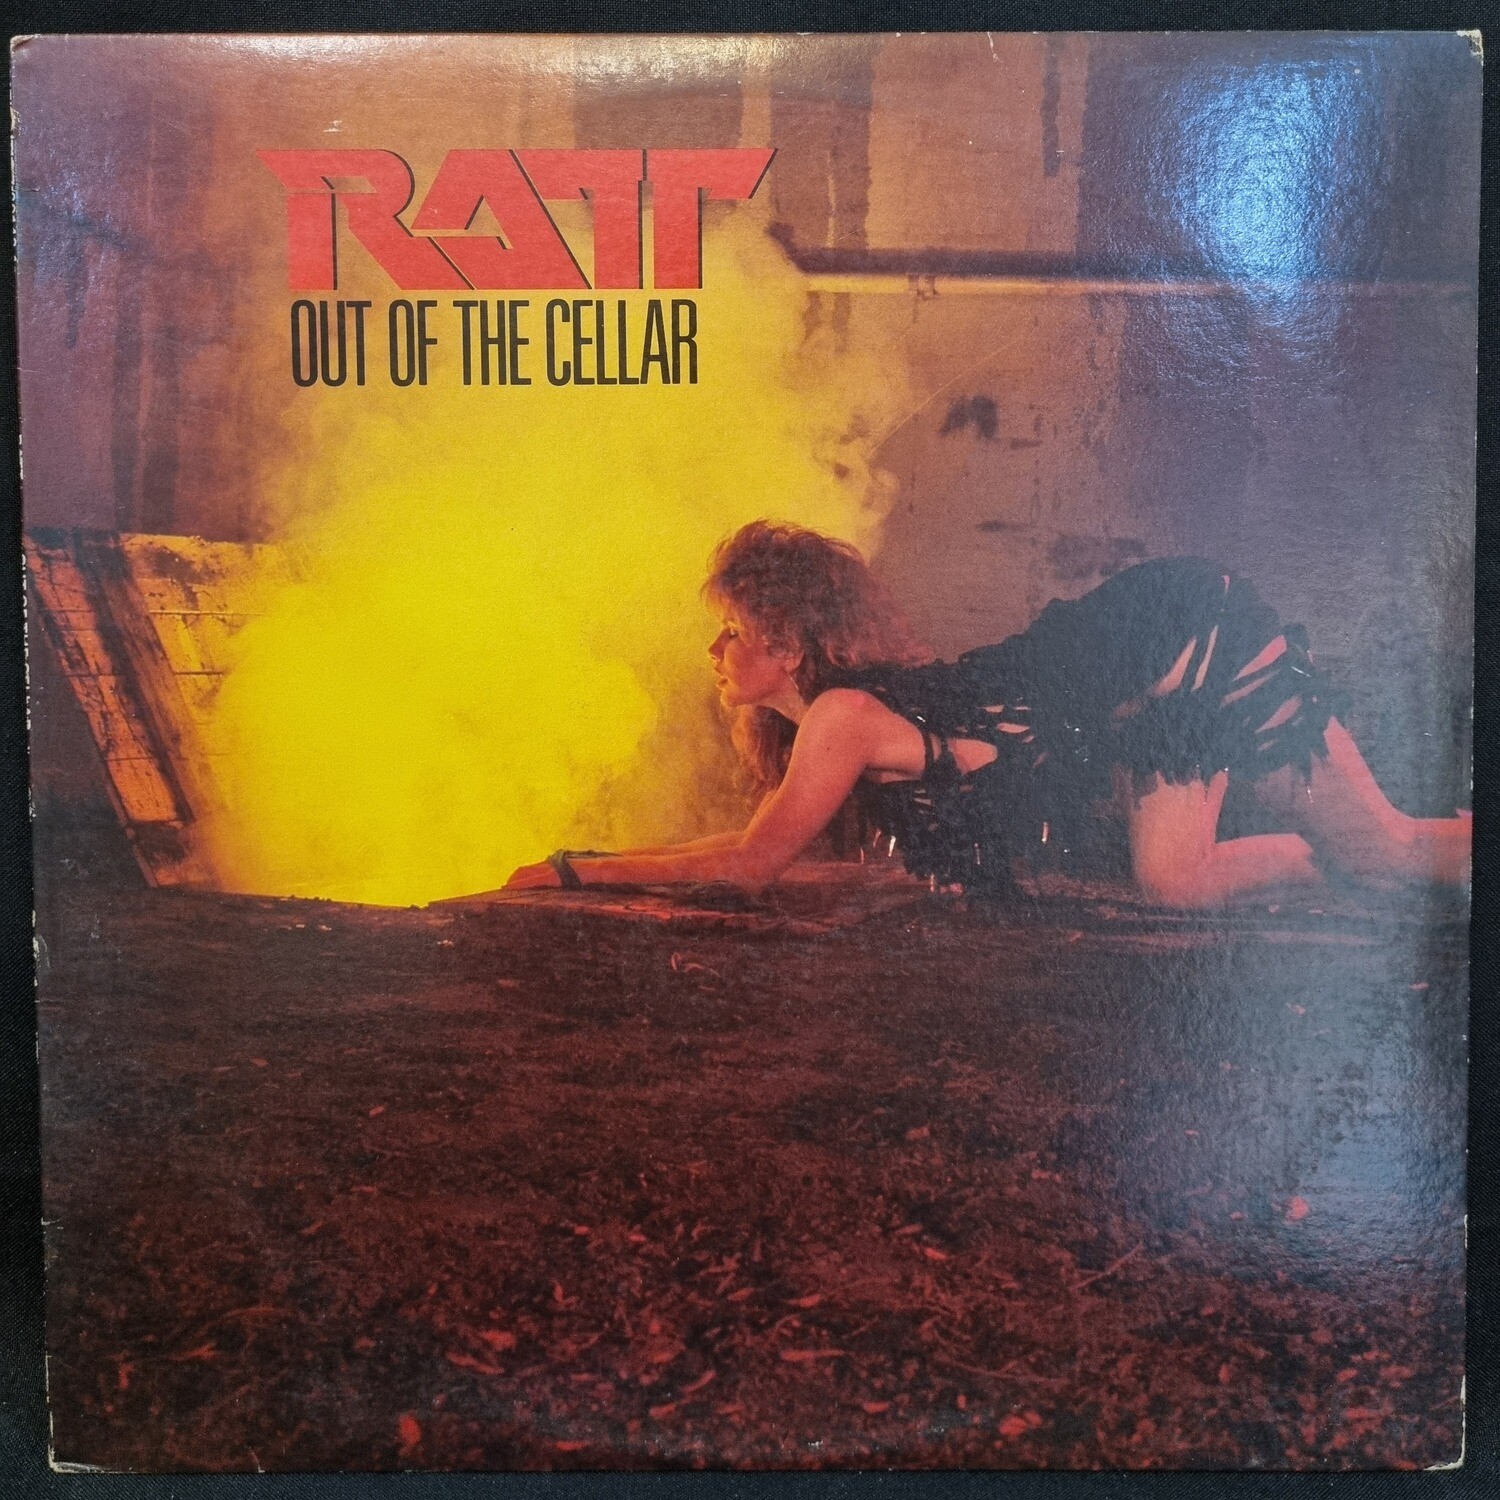 RATT
OUT OF THE CELLAR